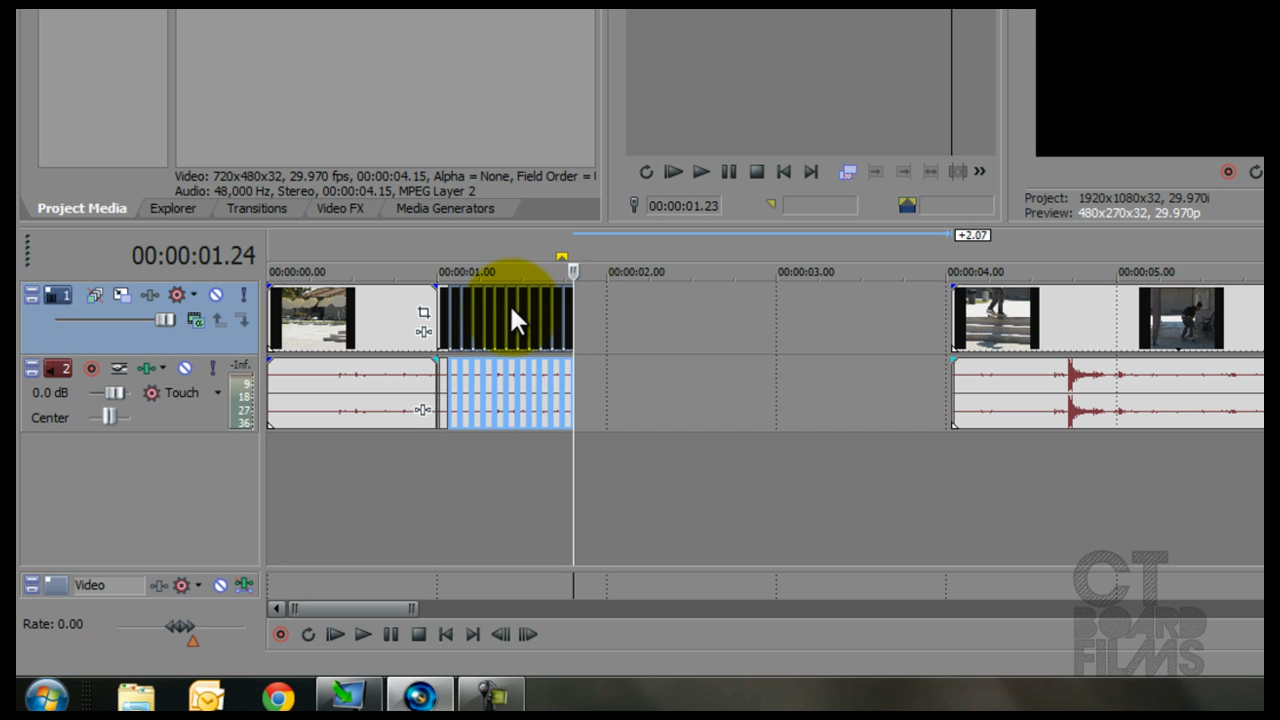 Video: 720x480x32, 29.970 fps, 00:00:04.15, Alpha = None, Field Order =
Audio: 48,000 Hz, Stereo, 00:00:04.15, MPEG Layer 2
Project Media Explorer Transitions Video FX Media Generators
00:00:01.23
Project: 1920x1080x32, 29.970i
Preview: 480x270x32, 29.970p
+2.07
00:00:01.24
00:00:00.00 00:00:01.00 00:00:02.00 00:00:03.00 00:00:04.00 00:00:05.00
1
2
-Inf.
0.0 dB Touch
Center
9
18
27
36
Video
Rate: 0.00
CT
BOARD
FILMS